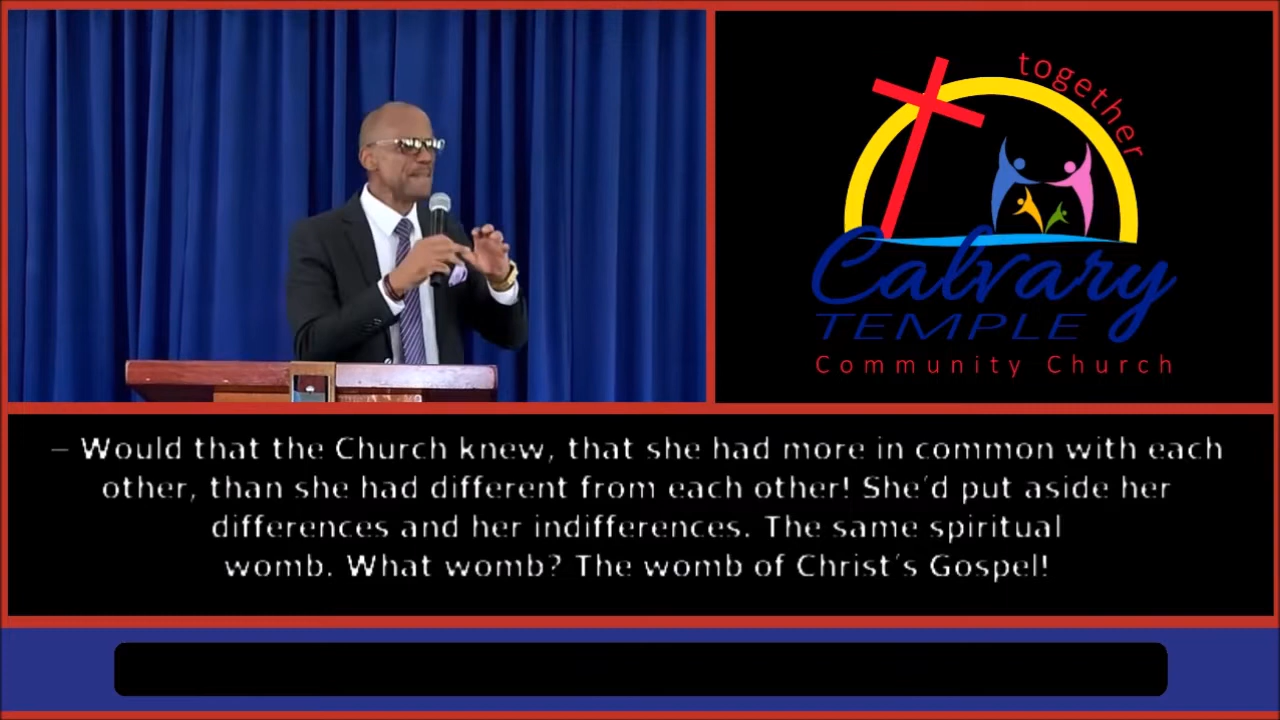 together
Calvary
TEMPLE
Community Church
– Would that the Church knew, that she had more in common with each
other, than she had different from each other! She'd put aside her
differences and her indifferences. The same spiritual
womb. What womb? The womb of Christ's Gospel!